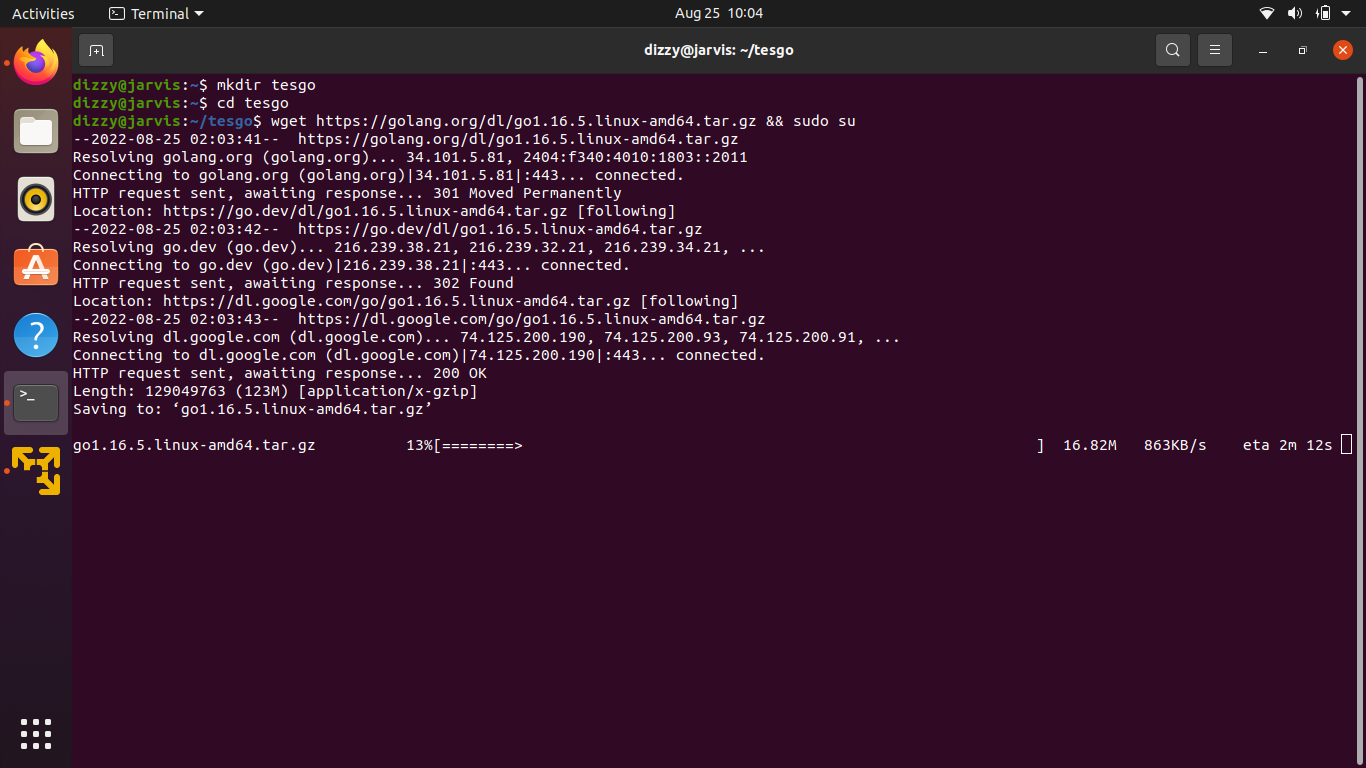 Activities Terminal Aug 25 10:04
dizzy@jarvis: ~/tesgo
dizzy@jarvis:~$ mkdir tesgo
dizzy@jarvis:~$ cd tesgo
dizzy@jarvis:~/tesgo$ wget https://golang.org/dl/go1.16.5.linux-amd64.tar.gz && sudo su
--2022-08-25 02:03:41--  https://golang.org/dl/go1.16.5.linux-amd64.tar.gz
Resolving golang.org (golang.org)... 34.101.5.81, 2404:f340:4010:1803::2011
Connecting to golang.org (golang.org)|34.101.5.81|:443... connected.
HTTP request sent, awaiting response... 301 Moved Permanently
Location: https://go.dev/dl/go1.16.5.linux-amd64.tar.gz [following]
--2022-08-25 02:03:42--  https://go.dev/dl/go1.16.5.linux-amd64.tar.gz
Resolving go.dev (go.dev)... 216.239.38.21, 216.239.32.21, 216.239.34.21, ...
Connecting to go.dev (go.dev)|216.239.38.21|:443... connected.
HTTP request sent, awaiting response... 302 Found
Location: https://dl.google.com/go/go1.16.5.linux-amd64.tar.gz [following]
--2022-08-25 02:03:43--  https://dl.google.com/go/go1.16.5.linux-amd64.tar.gz
Resolving dl.google.com (dl.google.com)... 74.125.200.190, 74.125.200.93, 74.125.200.91, ...
Connecting to dl.google.com (dl.google.com)|74.125.200.190|:443... connected.
HTTP request sent, awaiting response... 200 OK
Length: 129049763 (123M) [application/x-gzip]
Saving to: ‘go1.16.5.linux-amd64.tar.gz’
go1.16.5.linux-amd64.tar.gz          13%[========>                                                         ]  16.82M   863KB/s    eta 2m 12s